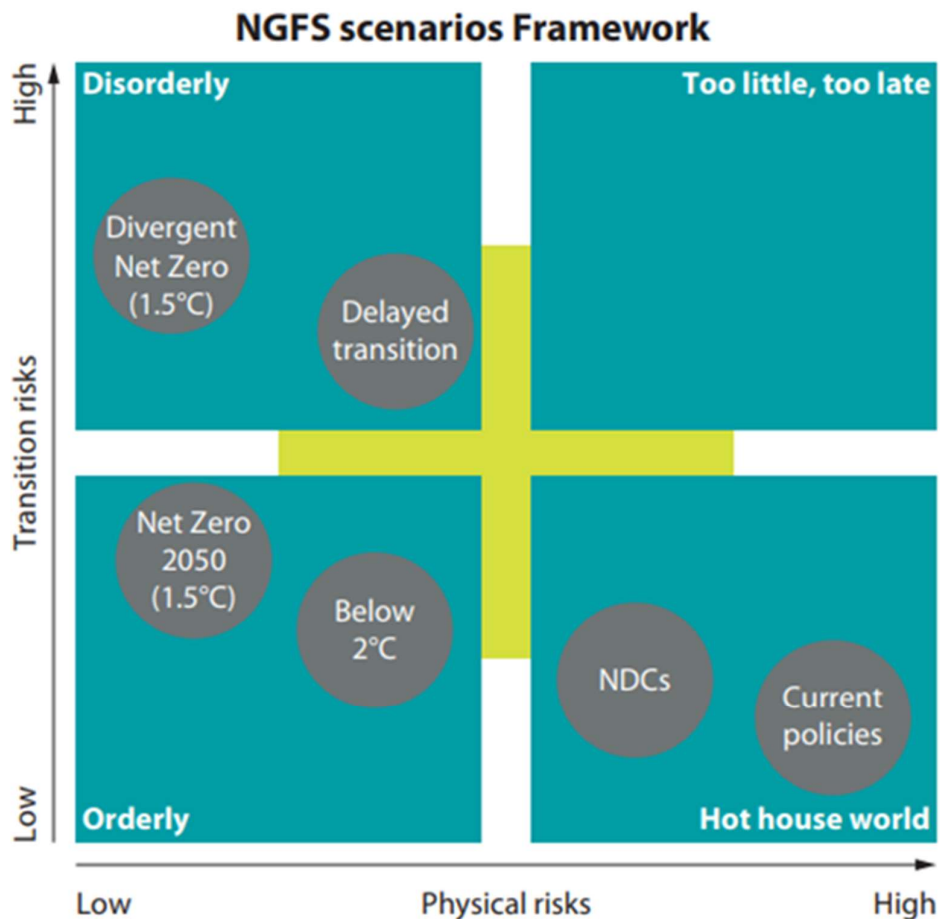 NGFS scenarios Framework
High
Transition risks
Low
Disorderly
Too little, too late
Divergent
Net Zero
(1.5°C)
Delayed
transition
Net Zero
2050
(1.5°C)
Below
2°C
NDCs
Current
policies
Orderly
Hot house world
Low
Physical risks
High